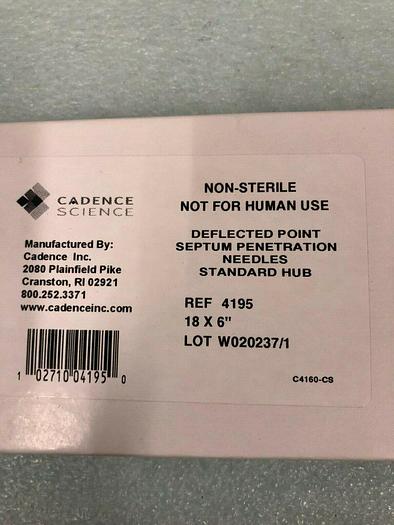 CADENCE
SCIENCE
Manufactured By:
Cadence Inc.
2080 Plainfield Pike
Cranston, RI 02921
800.252.3371
www.cadenceinc.com
1 02710 04195 0
NON-STERILE
NOT FOR HUMAN USE
DEFLECTED POINT
SEPTUM PENETRATION
NEEDLES
STANDARD HUB
REF 4195
18 X 6"
LOT W020237/1
C4160-CS